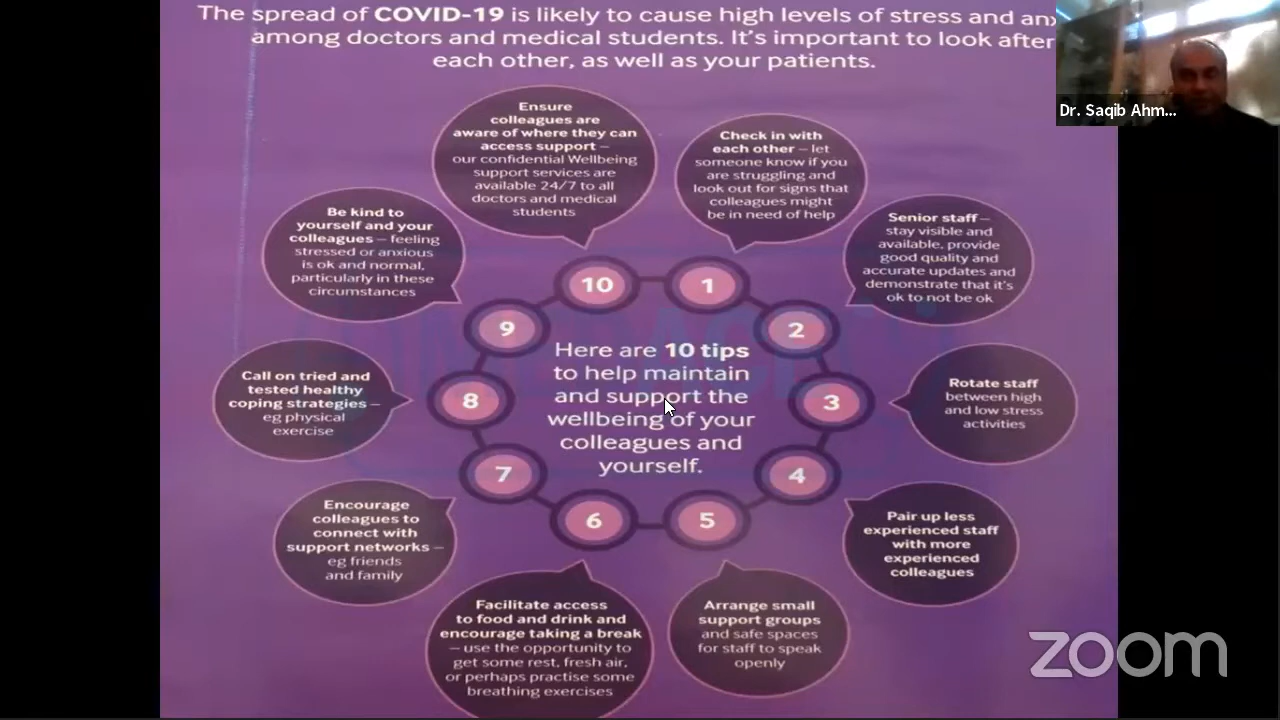 The spread of COVID-19 is likely to cause high levels of stress and
among doctors and medical students. It's important to look after
each other, as well as your patients.
Dr. Saqib Ahm...
Ensure
colleagues are
aware of where they can
access support –
our confidential Wellbeing
support services are
available 24/7 to all
doctors and medical
students
Check in with
each other – let
someone know if you
are struggling and
look out for signs that
colleagues might
be in need of help
Senior staff –
stay visible and
available, provide
good quality and
accurate updates and
demonstrate that it's
ok to not be ok
Rotate staff
between high
and low stress
activities
Pair up less
experienced staff
with more
experienced
colleagues
Arrange small
support groups
and safe spaces
for staff to speak
openly
Facilitate access
to food and drink and
encourage taking a break
– use the opportunity to
get some rest, fresh air,
or perhaps practise some
breathing exercises
Encourage
colleagues to
connect with
support networks –
eg friends
and family
Call on tried and
tested healthy
coping strategies –
eg physical
exercise
Be kind to
yourself and your
colleagues – feeling
stressed or anxious
is ok and normal,
particularly in these
circumstances
10
1
2
3
4
5
6
7
8
9
Here are 10 tips
to help maintain
and support the
wellbeing of your
colleagues and
yourself.
zoom